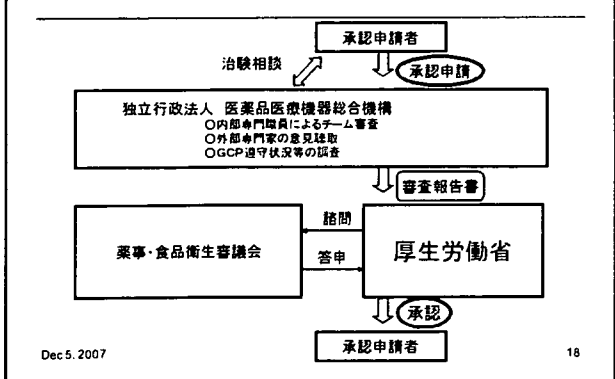 承認申請者
治験相談
承認申請
独立行政法人 医薬品医療機器総合機構
○内部専門職員によるチーム審査
○外部専門家の意見聴取
○GCP遵守状況等の調査
審査報告書
諮問
薬事・食品衛生審議会
厚生労働省
答申
承認
承認申請者
Dec 5. 2007
18